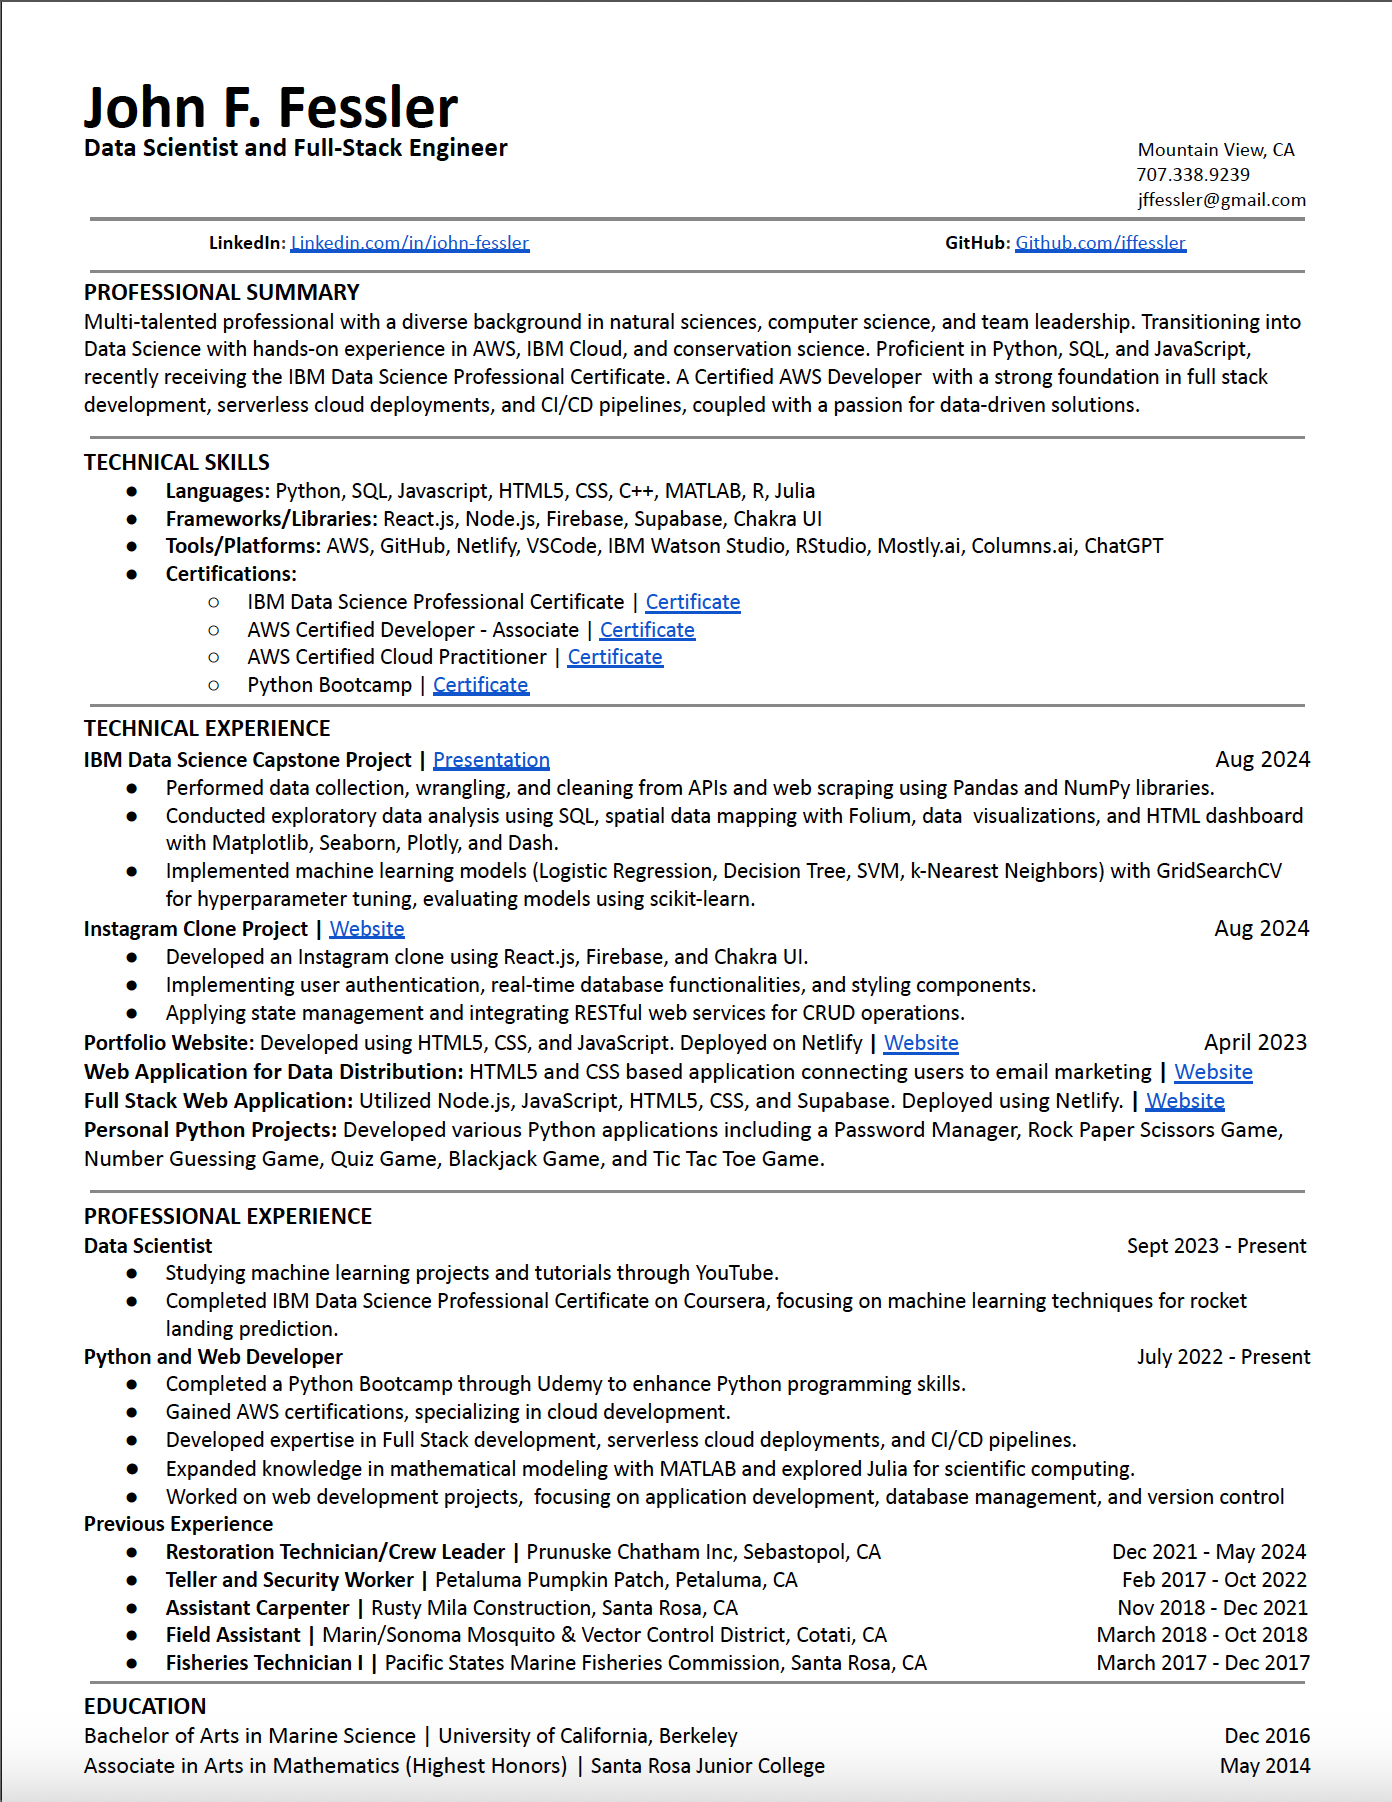 John F. Fessler
Data Scientist and Full-Stack Engineer
Mountain View, CA
707.338.9239
jffessler@gmail.com
LinkedIn: Linkedin.com/in/john-fessler GitHub: Github.com/jffessler
PROFESSIONAL SUMMARY
Multi-talented professional with a diverse background in natural sciences, computer science, and team leadership. Transitioning into
Data Science with hands-on experience in AWS, IBM Cloud, and conservation science. Proficient in Python, SQL, and JavaScript,
recently receiving the IBM Data Science Professional Certificate. A Certified AWS Developer  with a strong foundation in full stack
development, serverless cloud deployments, and CI/CD pipelines, coupled with a passion for data-driven solutions.
TECHNICAL SKILLS
● Languages: Python, SQL, Javascript, HTML5, CSS, C++, MATLAB, R, Julia
● Frameworks/Libraries: React.js, Node.js, Firebase, Supabase, Chakra UI
● Tools/Platforms: AWS, GitHub, Netlify, VSCode, IBM Watson Studio, RStudio, Mostly.ai, Columns.ai, ChatGPT
● Certifications:
○ IBM Data Science Professional Certificate | Certificate
○ AWS Certified Developer - Associate | Certificate
○ AWS Certified Cloud Practitioner | Certificate
○ Python Bootcamp | Certificate
TECHNICAL EXPERIENCE
IBM Data Science Capstone Project | Presentation Aug 2024
● Performed data collection, wrangling, and cleaning from APIs and web scraping using Pandas and NumPy libraries.
● Conducted exploratory data analysis using SQL, spatial data mapping with Folium, data  visualizations, and HTML dashboard
with Matplotlib, Seaborn, Plotly, and Dash.
● Implemented machine learning models (Logistic Regression, Decision Tree, SVM, k-Nearest Neighbors) with GridSearchCV
for hyperparameter tuning, evaluating models using scikit-learn.
Instagram Clone Project | Website Aug 2024
● Developed an Instagram clone using React.js, Firebase, and Chakra UI.
● Implementing user authentication, real-time database functionalities, and styling components.
● Applying state management and integrating RESTful web services for CRUD operations.
Portfolio Website: Developed using HTML5, CSS, and JavaScript. Deployed on Netlify | Website April 2023
Web Application for Data Distribution: HTML5 and CSS based application connecting users to email marketing | Website
Full Stack Web Application: Utilized Node.js, JavaScript, HTML5, CSS, and Supabase. Deployed using Netlify. | Website
Personal Python Projects: Developed various Python applications including a Password Manager, Rock Paper Scissors Game,
Number Guessing Game, Quiz Game, Blackjack Game, and Tic Tac Toe Game.
PROFESSIONAL EXPERIENCE
Data Scientist Sept 2023 - Present
● Studying machine learning projects and tutorials through YouTube.
● Completed IBM Data Science Professional Certificate on Coursera, focusing on machine learning techniques for rocket
landing prediction.
Python and Web Developer July 2022 - Present
● Completed a Python Bootcamp through Udemy to enhance Python programming skills.
● Gained AWS certifications, specializing in cloud development.
● Developed expertise in Full Stack development, serverless cloud deployments, and CI/CD pipelines.
● Expanded knowledge in mathematical modeling with MATLAB and explored Julia for scientific computing.
● Worked on web development projects,  focusing on application development, database management, and version control
Previous Experience
● Restoration Technician/Crew Leader | Prunuske Chatham Inc, Sebastopol, CA Dec 2021 - May 2024
● Teller and Security Worker | Petaluma Pumpkin Patch, Petaluma, CA Feb 2017 - Oct 2022
● Assistant Carpenter | Rusty Mila Construction, Santa Rosa, CA Nov 2018 - Dec 2021
● Field Assistant | Marin/Sonoma Mosquito & Vector Control District, Cotati, CA March 2018 - Oct 2018
● Fisheries Technician I | Pacific States Marine Fisheries Commission, Santa Rosa, CA March 2017 - Dec 2017
EDUCATION
Bachelor of Arts in Marine Science | University of California, Berkeley Dec 2016
Associate in Arts in Mathematics (Highest Honors) | Santa Rosa Junior College May 2014